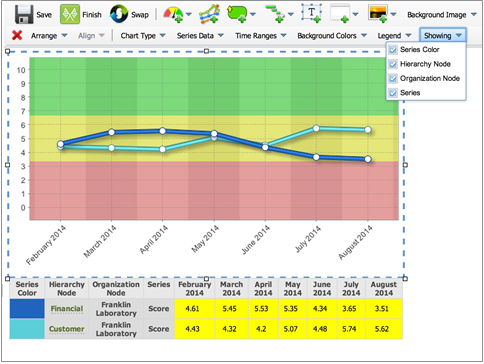 Save Finish Swap T Background Image
Arrange Align Chart Type Series Data Time Ranges Background Colors Legend Showing
Series Color
Hierarchy Node
Organization Node
Series
10
9
8
7
6
5
4
3
2
1
0
February 2014 March 2014 April 2014 May 2014 June 2014 July 2014 August 2014
Series Color Hierarchy Node Organization Node Series February 2014 March 2014 April 2014 May 2014 June 2014 July 2014 August 2014
Financial Franklin Laboratory Score 4.61 5.45 5.53 5.35 4.34 3.65 3.51
Customer Franklin Laboratory Score 4.43 4.32 4.2 5.07 4.48 5.74 5.62